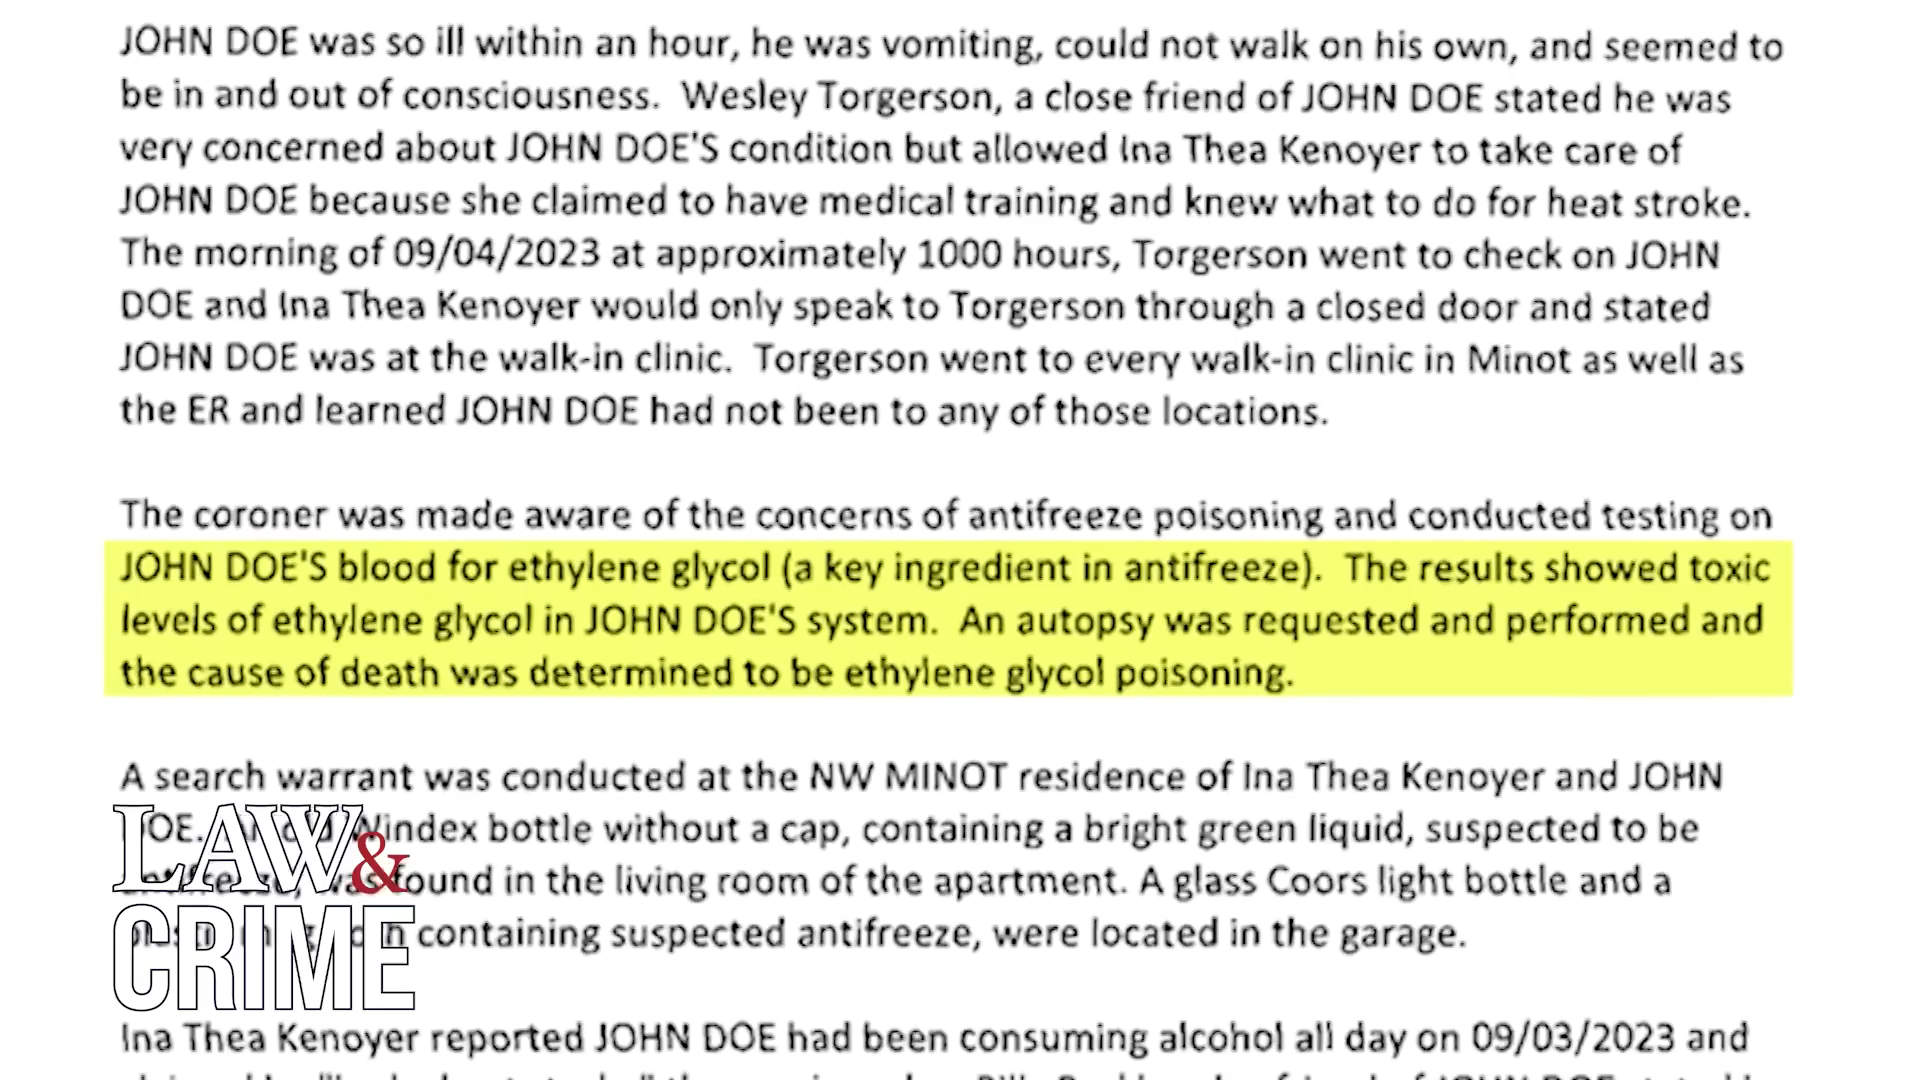 JOHN DOE was so ill within an hour, he was vomiting, could not walk on his own, and seemed to
be in and out of consciousness.  Wesley Torgerson, a close friend of JOHN DOE stated he was
very concerned about JOHN DOE'S condition but allowed Ina Thea Kenoyer to take care of
JOHN DOE because she claimed to have medical training and knew what to do for heat stroke.
The morning of 09/04/2023 at approximately 1000 hours, Torgerson went to check on JOHN
DOE and Ina Thea Kenoyer would only speak to Torgerson through a closed door and stated
JOHN DOE was at the walk-in clinic.  Torgerson went to every walk-in clinic in Minot as well as
the ER and learned JOHN DOE had not been to any of those locations.
The coroner was made aware of the concerns of antifreeze poisoning and conducted testing on
JOHN DOE'S blood for ethylene glycol (a key ingredient in antifreeze).  The results showed toxic
levels of ethylene glycol in JOHN DOE'S system.  An autopsy was requested and performed and
the cause of death was determined to be ethylene glycol poisoning.
A search warrant was conducted at the NW MINOT residence of Ina Thea Kenoyer and JOHN
DOE. An old Windex bottle without a cap, containing a bright green liquid, suspected to be
antifreeze, was found in the living room of the apartment. A glass Coors light bottle and a
containing suspected antifreeze, were located in the garage.
LAW&
CRIME
Ina Thea Kenoyer reported JOHN DOE had been consuming alcohol all day on 09/03/2023 and